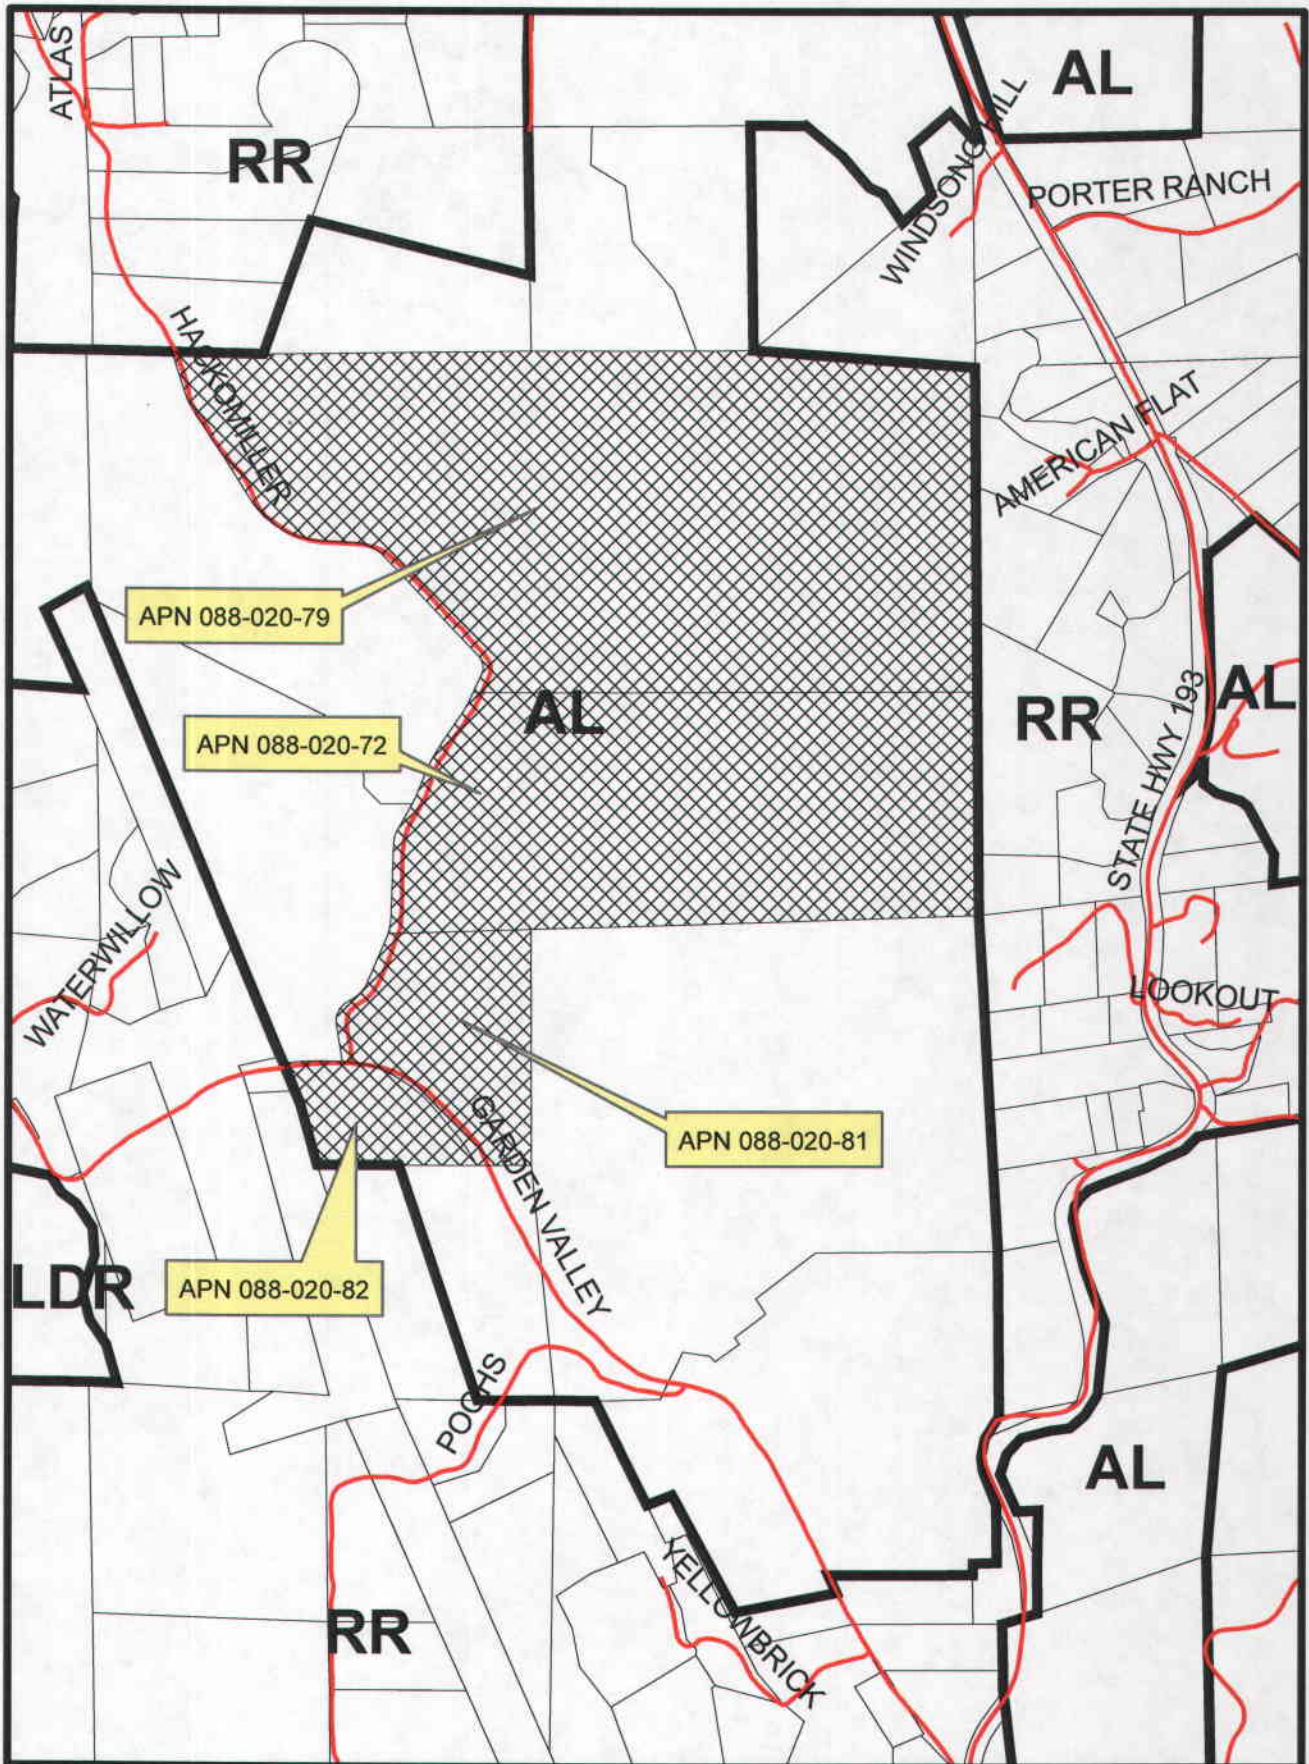 ATLAS
AL
RR
WINDSONG HILL
PORTER RANCH
HACKOMILLER
AMERICAN FLAT
APN 088-020-79
AL
RR
AL
STATE HWY 193
APN 088-020-72
WATERWILLOW
LOOKOUT
APN 088-020-81
GARDEN VALLEY
LDR
APN 088-020-82
POCHS
AL
YELLOWBRICK
RR